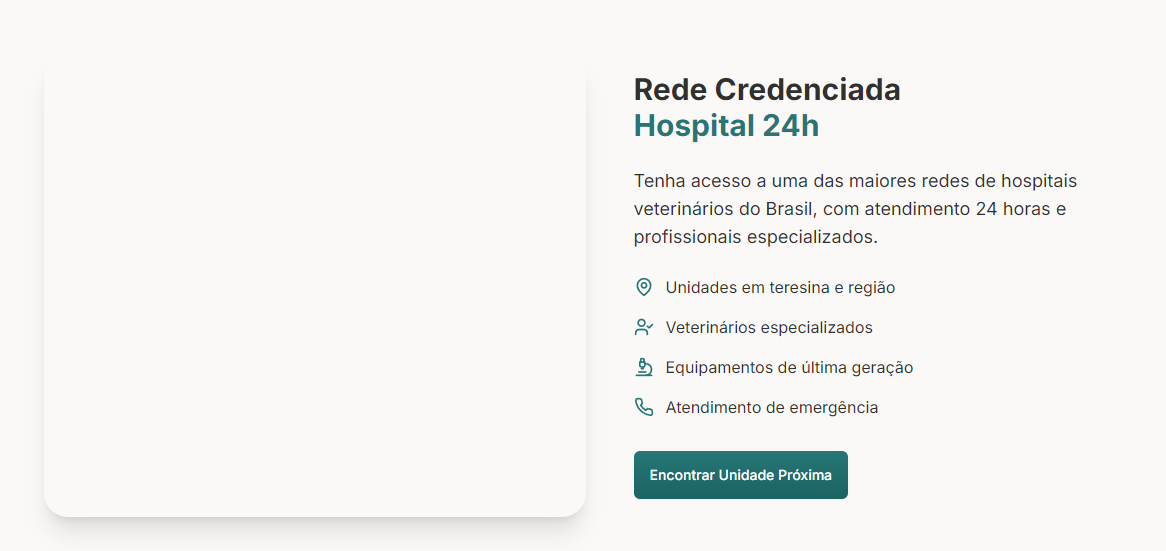 Rede Credenciada
Hospital 24h
Tenha acesso a uma das maiores redes de hospitais
veterinários do Brasil, com atendimento 24 horas e
profissionais especializados.
Unidades em teresina e região
Veterinários especializados
Equipamentos de última geração
Atendimento de emergência
Encontrar Unidade Próxima